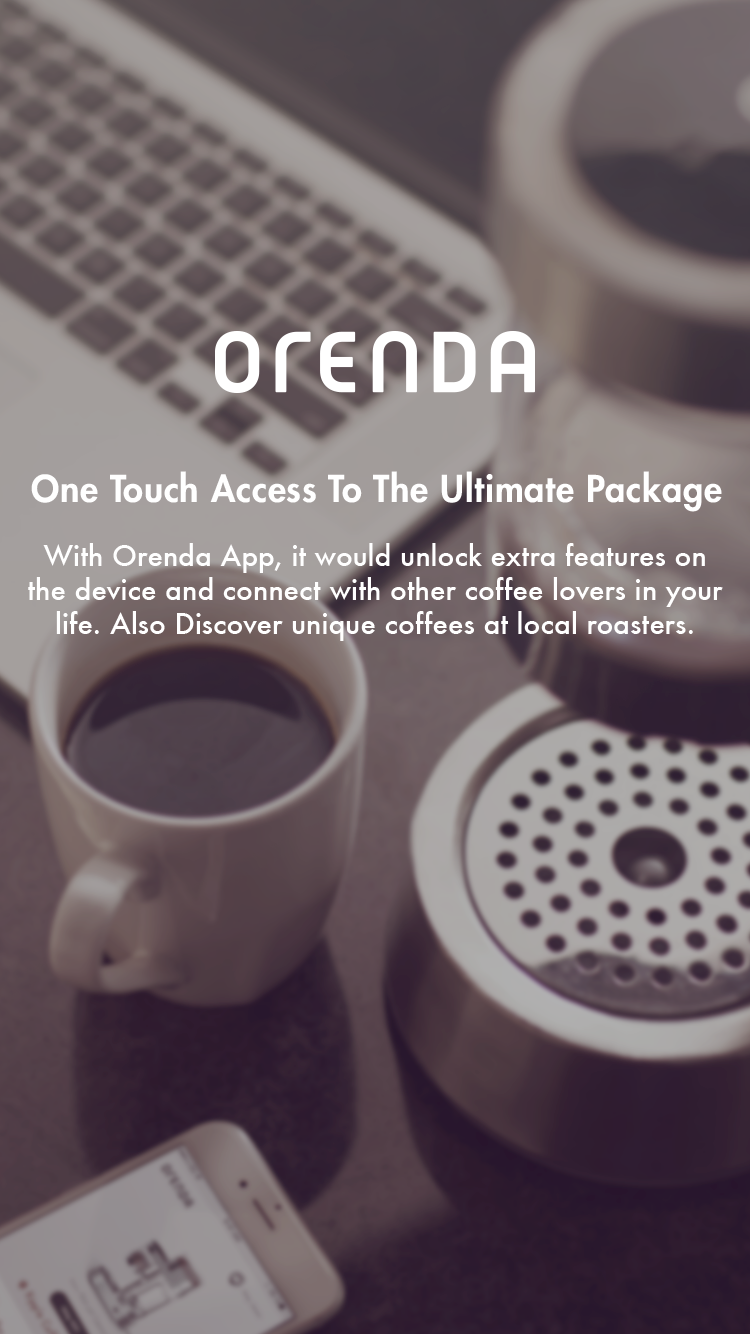 ORENDA
One Touch Access To The Ultimate Package
With Orenda App, it would unlock extra features on
the device and connect with other coffee lovers in your
life. Also Discover unique coffees at local roasters.